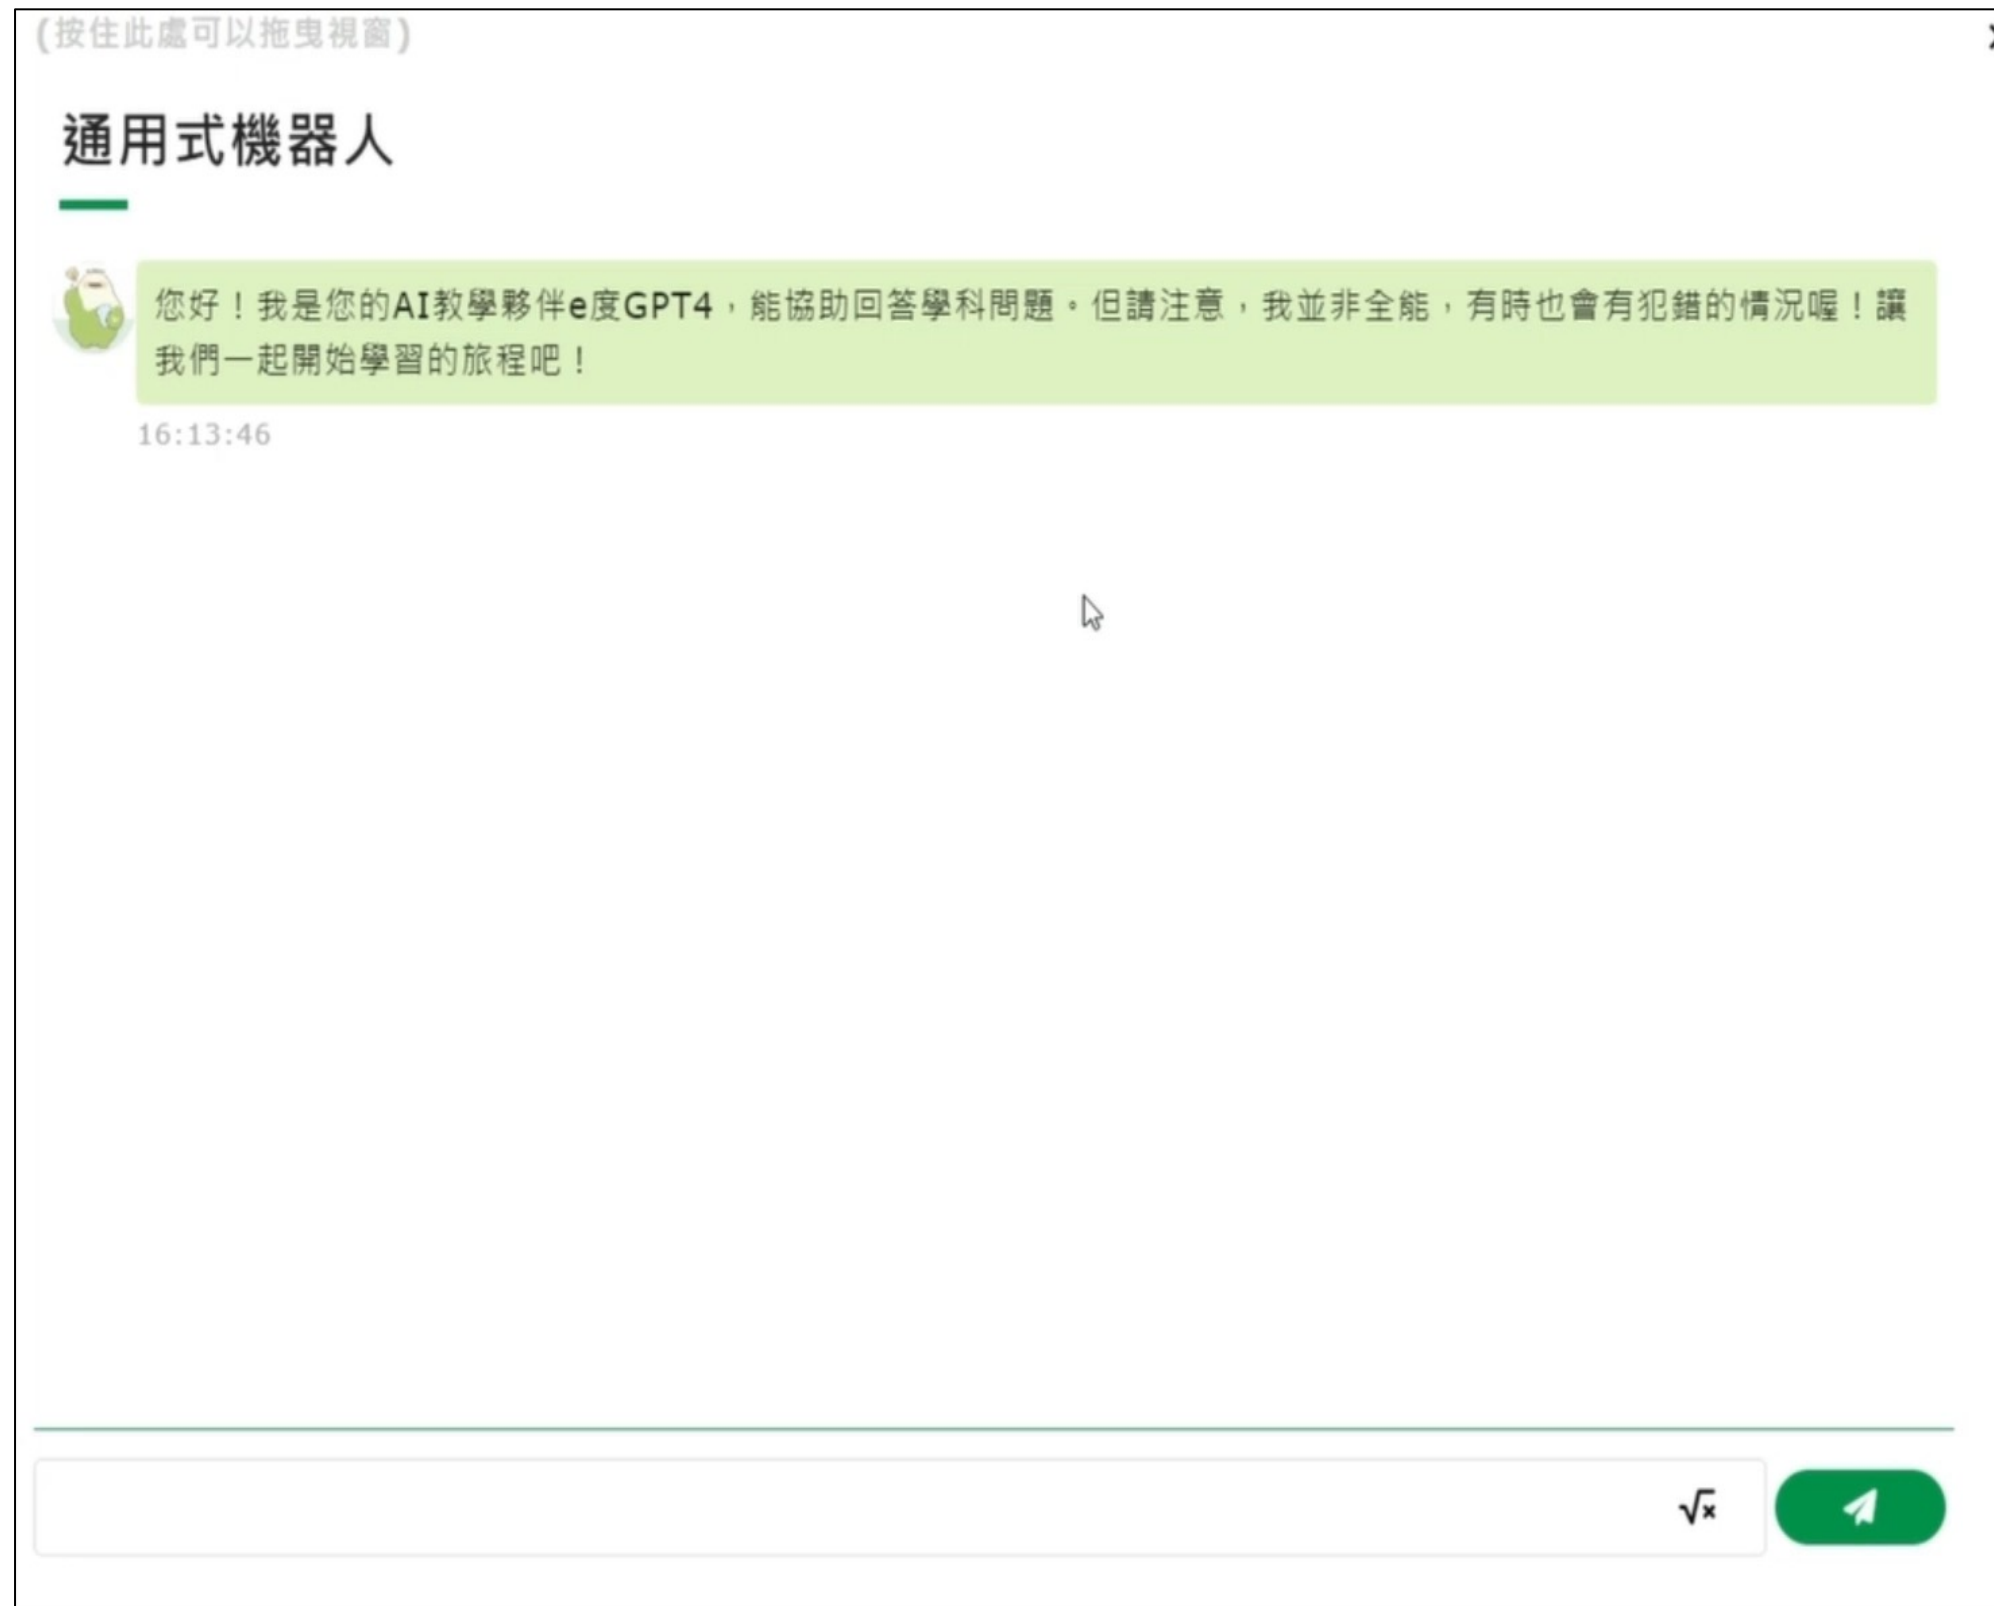 (按住此處可以拖曳視窗)
通用式機器人
您好！我是您的AI教學夥伴e度GPT4，能協助回答學科問題。但請注意，我並非全能，有時也會有犯錯的情況喔！讓
我們一起開始學習的旅程吧！
16:13:46
√x